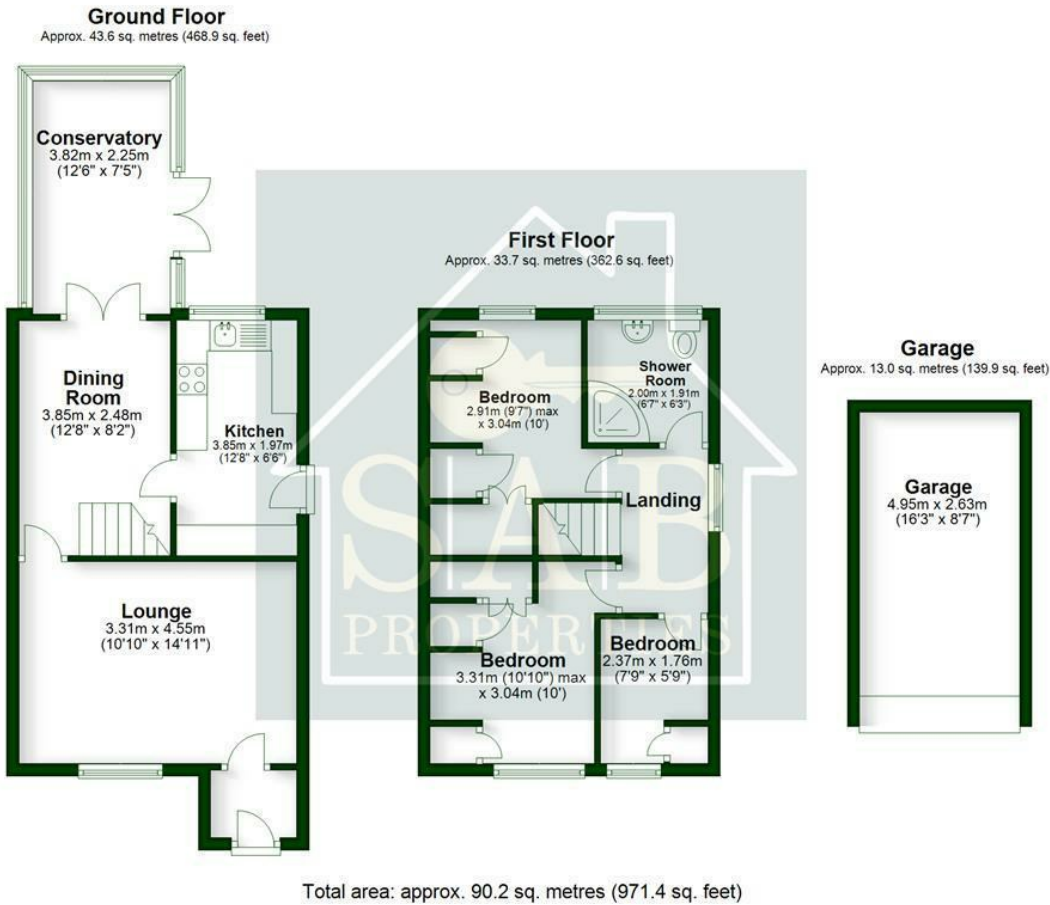 Ground Floor
Approx. 43.6 sq. metres (468.9 sq. feet)
Conservatory
3.82m x 2.25m
(12'6" x 7'5")
Dining
Room
3.85m x 2.48m
(12'8" x 8'2")
Kitchen
3.85m x 1.97m
(12'8" x 6'6")
Lounge
3.31m x 4.55m
(10'10" x 14'11")
First Floor
Approx. 33.7 sq. metres (362.6 sq. feet)
Bedroom
2.91m (9'7") max
x 3.04m (10')
Shower
Room
2.00m x 1.91m
(6'7" x 6'3")
Landing
Bedroom
3.31m (10'10") max
x 3.04m (10')
Bedroom
2.37m x 1.76m
(7'9" x 5'9")
SAB
PROPERTIES
Garage
Approx. 13.0 sq. metres (139.9 sq. feet)
Garage
4.95m x 2.63m
(16'3" x 8'7")
Total area: approx. 90.2 sq. metres (971.4 sq. feet)